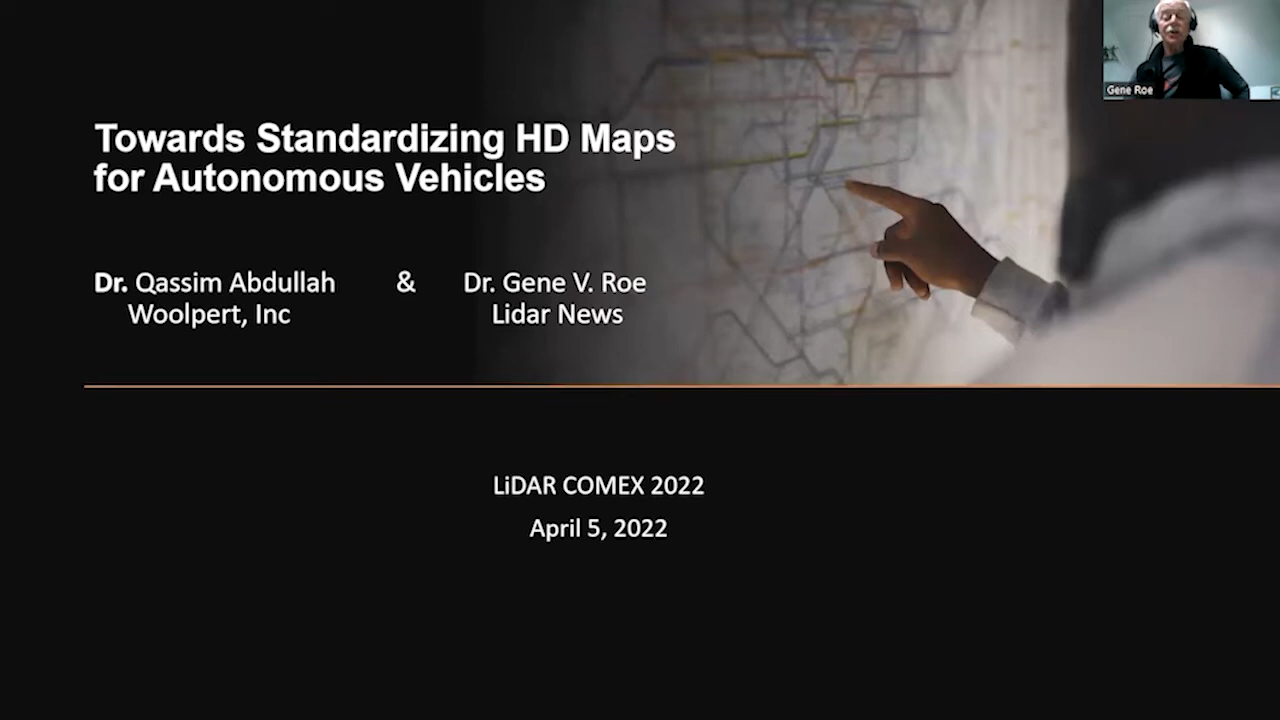 Gene Roe
Towards Standardizing HD Maps
for Autonomous Vehicles
Dr. Qassim Abdullah & Dr. Gene V. Roe
Woolpert, Inc Lidar News
LiDAR COMEX 2022
April 5, 2022